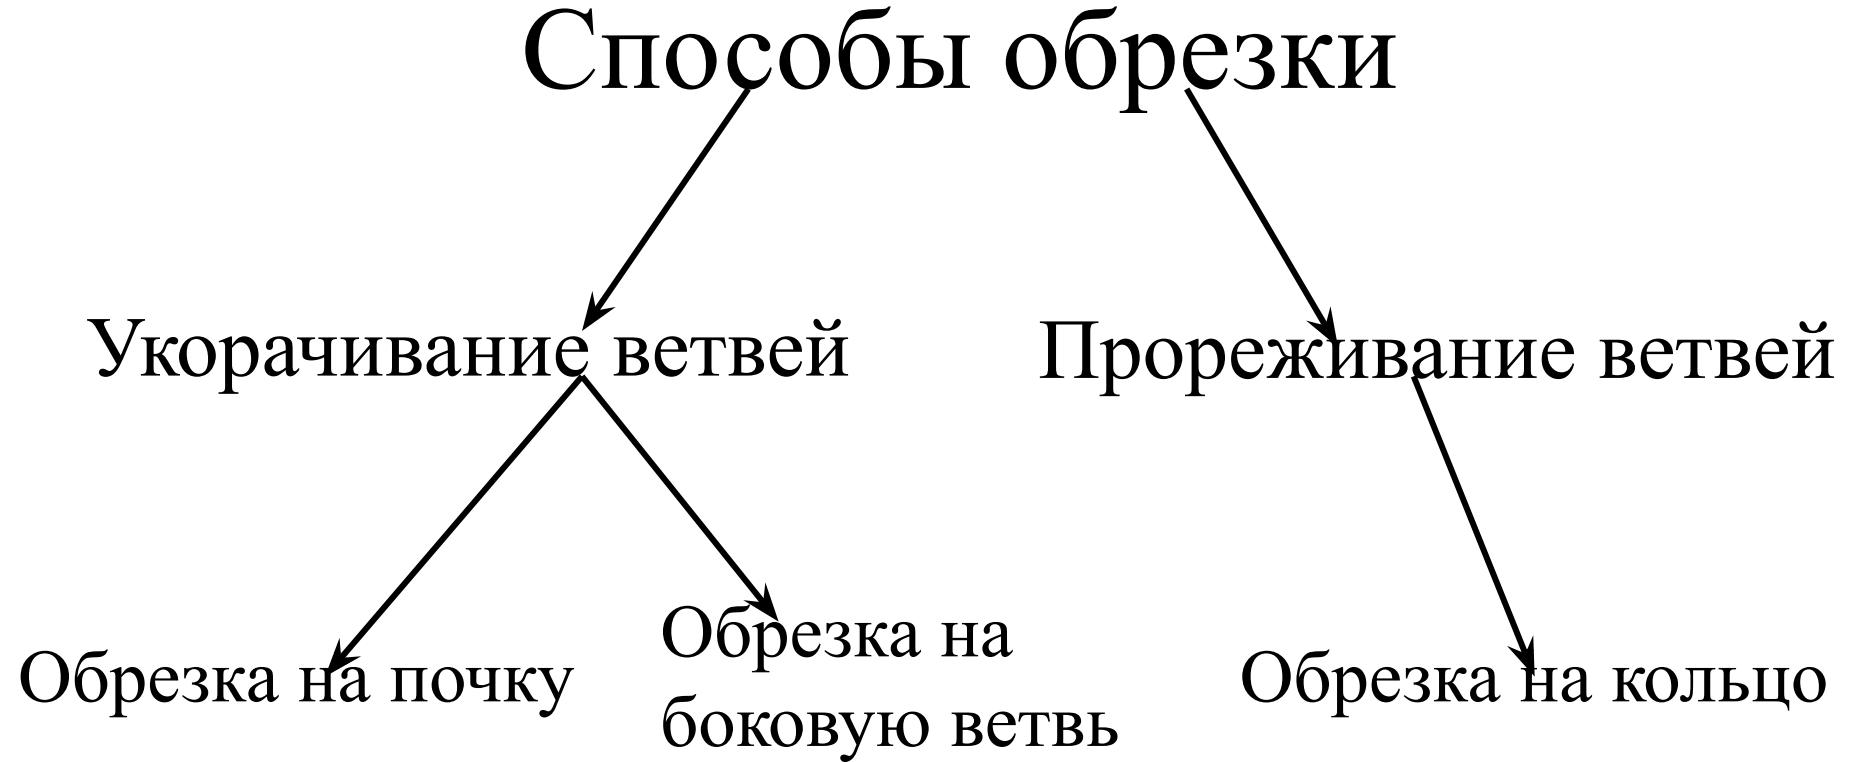 Способы обрезки
Укорачивание ветвей
Прореживание ветвей
Обрезка на почку
Обрезка на
боковую ветвь
Обрезка на кольцо